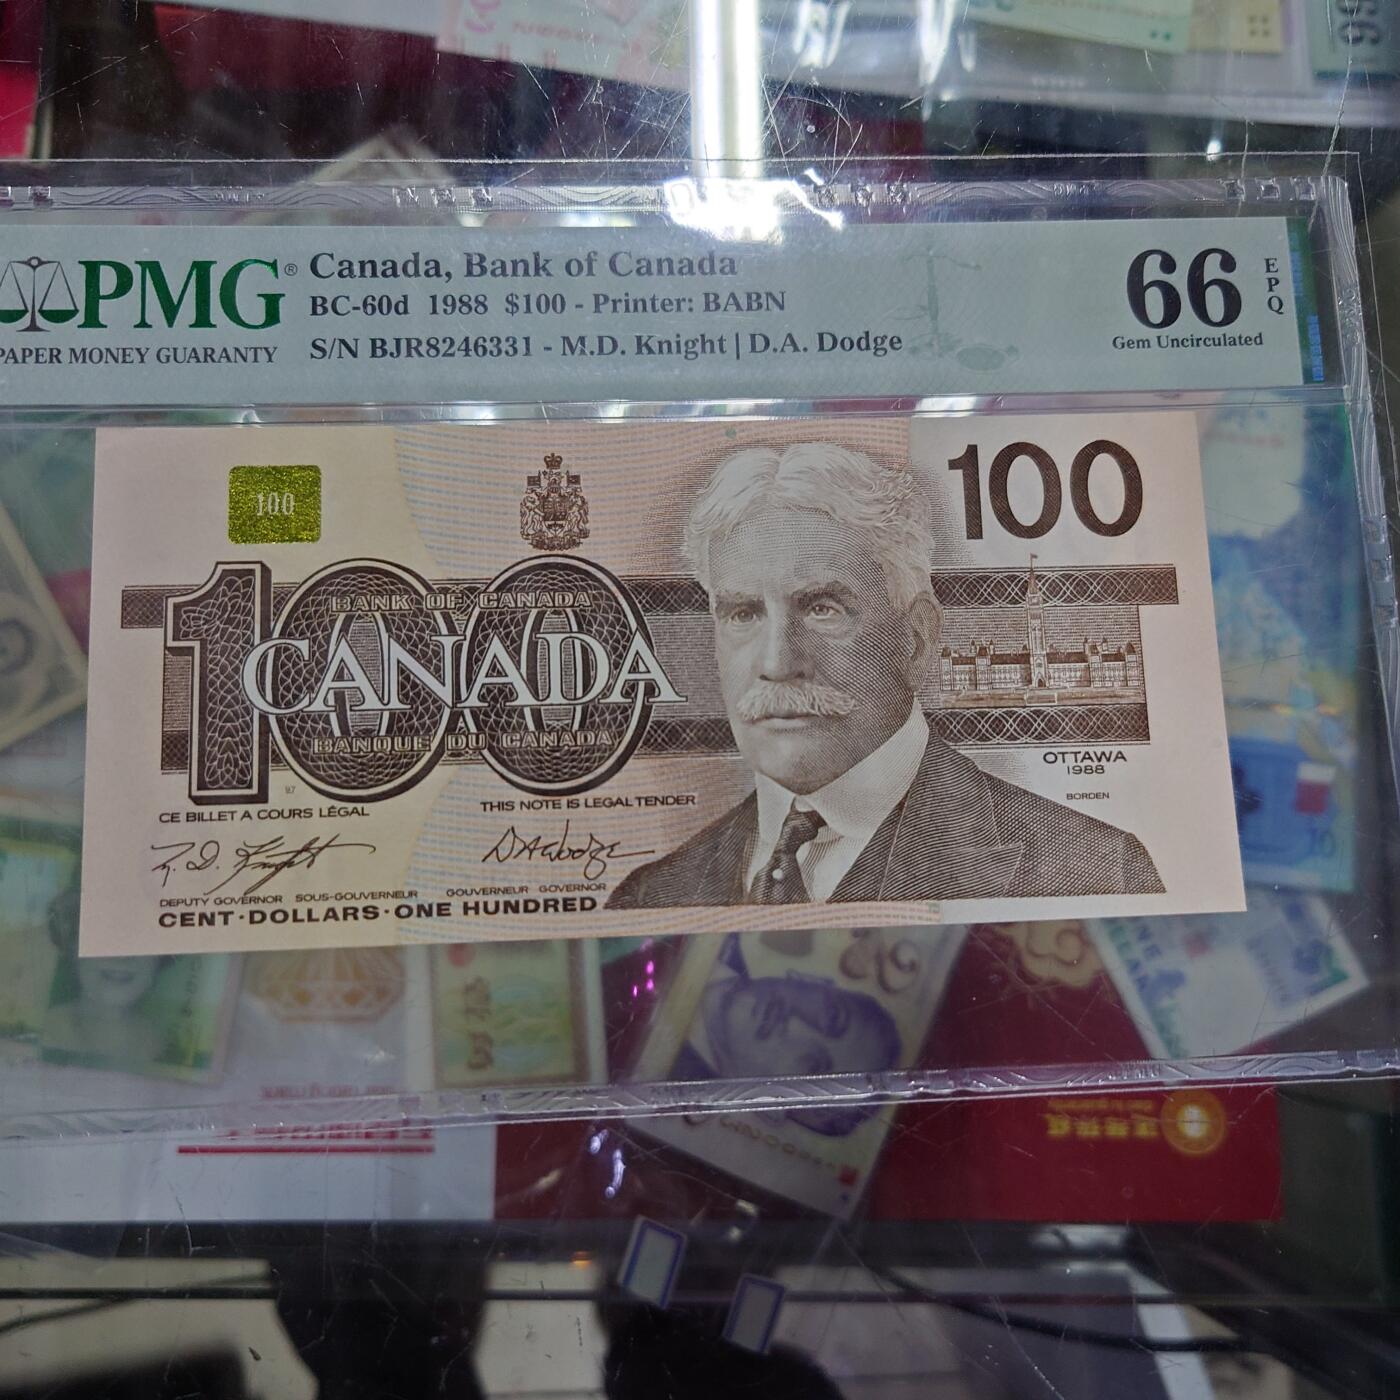 PMG®
PAPER MONEY GUARANTY
Canada, Bank of Canada
BC-60d 1988 $100 - Printer: BABN
S/N BJR8246331 - M.D. Knight | D.A. Dodge
66
EPQ
Gem Uncirculated
100
100
100
BANK OF CANADA
CANADA
BANQUE DU CANADA
OTTAWA
1988
BORDEN
CE BILLET A COURS LÉGAL
THIS NOTE IS LEGAL TENDER
DEPUTY GOVERNOR SOUS-GOUVERNEUR
GOUVERNEUR GOVERNOR
CENT·DOLLARS·ONE HUNDRED